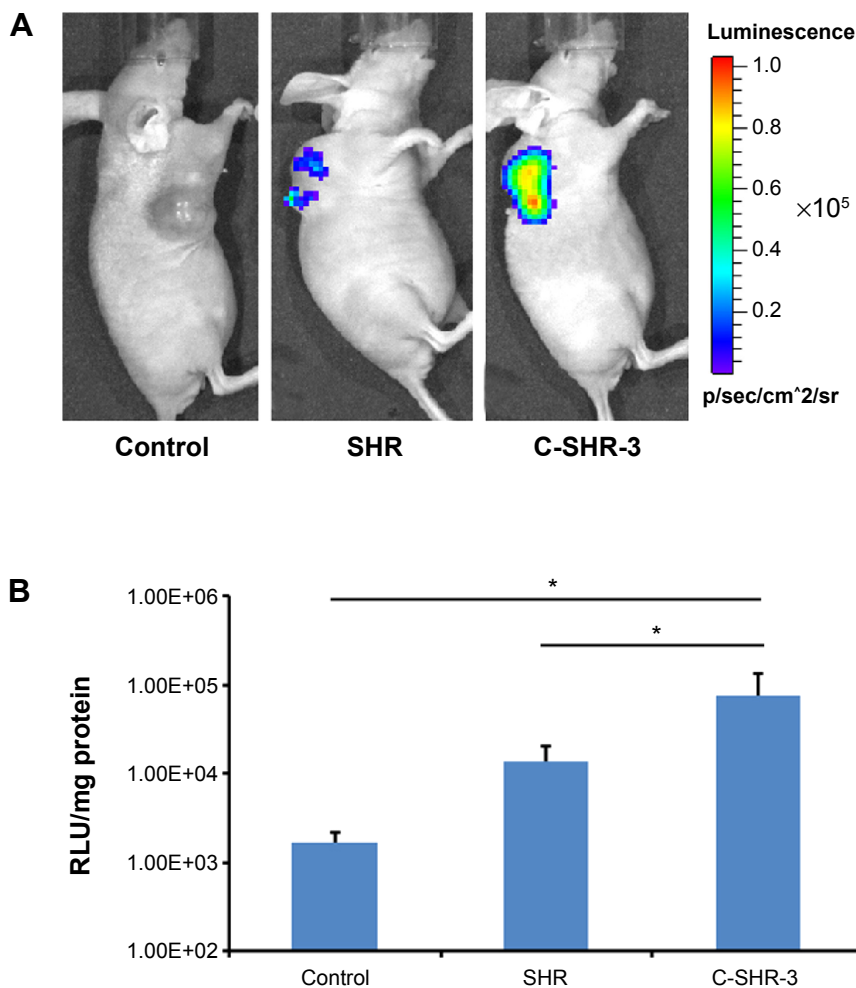 A
Luminescence
1.0
0.8
0.6
×10⁵
0.4
0.2
p/sec/cm^2/sr
Control
SHR
C-SHR-3
B
RLU/mg protein
1.00E+06
1.00E+05
1.00E+04
1.00E+03
1.00E+02
*
*
Control
SHR
C-SHR-3